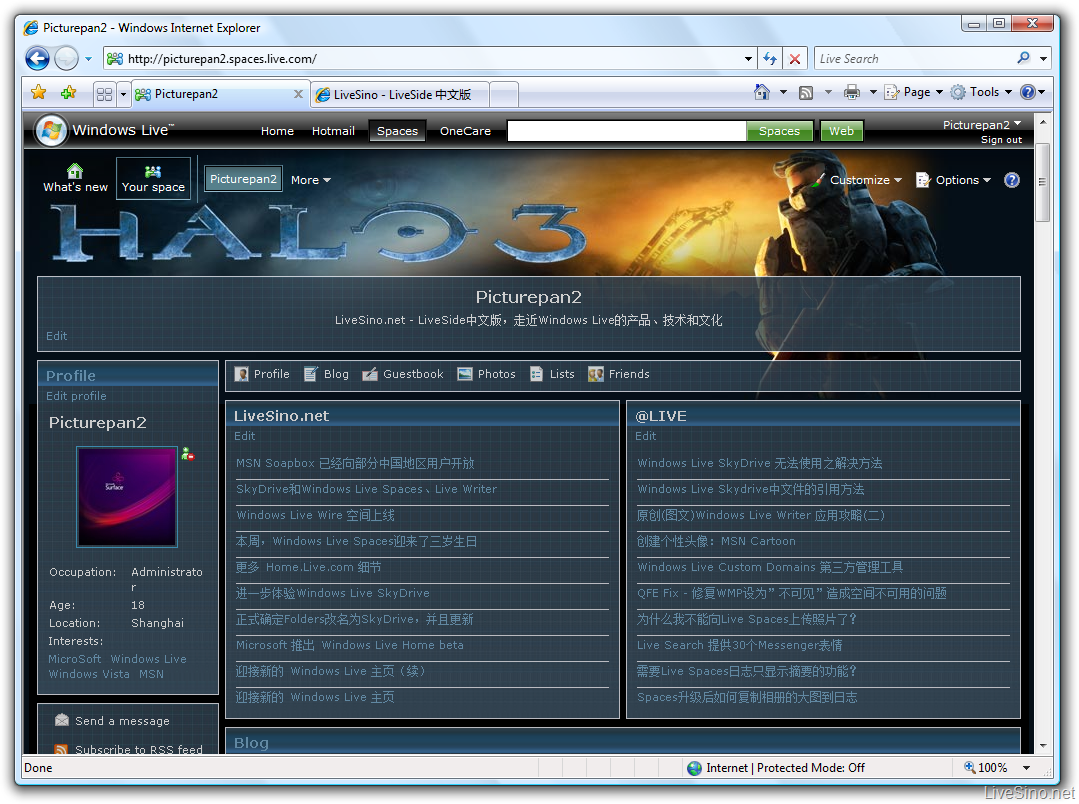 Picturepan2 - Windows Internet Explorer
http://picturepan2.spaces.live.com/
Live Search
Picturepan2
LiveSino - LiveSide 中文版
Page
Tools
Windows Live™
Home
Hotmail
Spaces
OneCare
Spaces
Web
Picturepan2
Sign out
What's new
Your space
Picturepan2
More
Customize
Options
HALO 3
Picturepan2
LiveSino.net - LiveSide中文版，走近Windows Live的产品、技术和文化
Edit
Profile
Edit profile
Picturepan2
Surface
Occupation: Administrato
r
Age: 18
Location: Shanghai
Interests:
MicroSoft Windows Live
Windows Vista MSN
Send a message
Subscribe to RSS feed
Profile
Blog
Guestbook
Photos
Lists
Friends
LiveSino.net
Edit
MSN Soapbox 已经向部分中国地区用户开放
SkyDrive和Windows Live Spaces、Live Writer
Windows Live Wire 空间上线
本周，Windows Live Spaces迎来了三岁生日
更多 Home.Live.com 细节
进一步体验Windows Live SkyDrive
正式确定Folders改名为SkyDrive，并且更新
Microsoft 推出 Windows Live Home beta
迎接新的 Windows Live 主页（续）
迎接新的 Windows Live 主页
@LIVE
Edit
Windows Live SkyDrive 无法使用之解决方法
Windows Live Skydrive中文件的引用方法
原创(图文)Windows Live Writer 应用攻略(二)
创建个性头像：MSN Cartoon
Windows Live Custom Domains 第三方管理工具
QFE Fix - 修复WMP设为”不可见”造成空间不可用的问题
为什么我不能向Live Spaces上传照片了？
Live Search 提供30个Messenger表情
需要Live Spaces日志只显示摘要的功能？
Spaces升级后如何复制相册的大图到日志
Blog
Done
Internet | Protected Mode: Off
100%
LiveSino.net